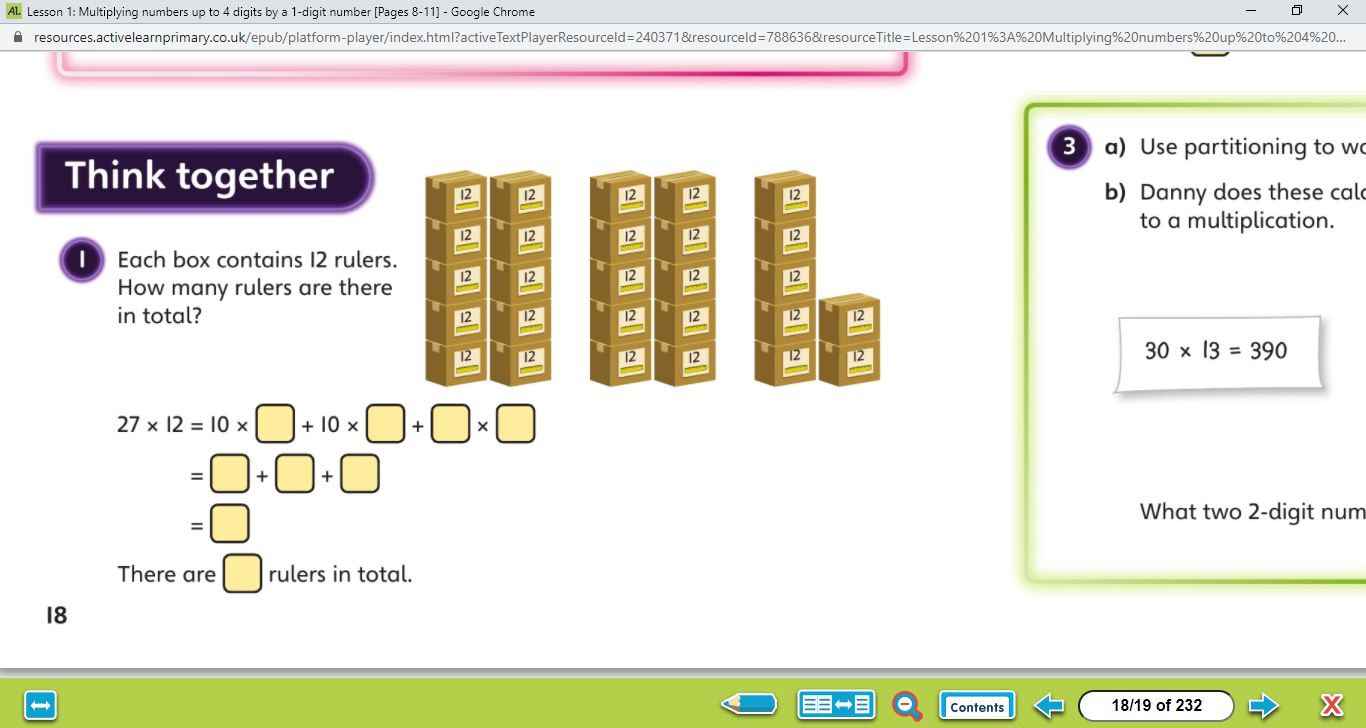 Lesson 1: Multiplying numbers up to 4 digits by a 1-digit number [Pages 8-11] - Google Chrome
resources.activelearnprimary.co.uk/epub/platform-player/index.html?activeTextPlayerResourceId=240371&resourceId=788636&resourceTitle=Lesson%201%3A%20Multiplying%20numbers%20up%20to%204%20...
Think together
1 Each box contains 12 rulers.
How many rulers are there
in total?
12 12 12 12 12
12 12 12 12 12
12 12 12 12 12
12 12 12 12 12 12
12 12 12 12 12 12
27 × 12 = 10 × + 10 × + ×
= + +
=
There are rulers in total.
18
3 a) Use partitioning to wo
b) Danny does these calc
to a multiplication.
30 × 13 = 390
What two 2-digit num
Contents
18/19 of 232